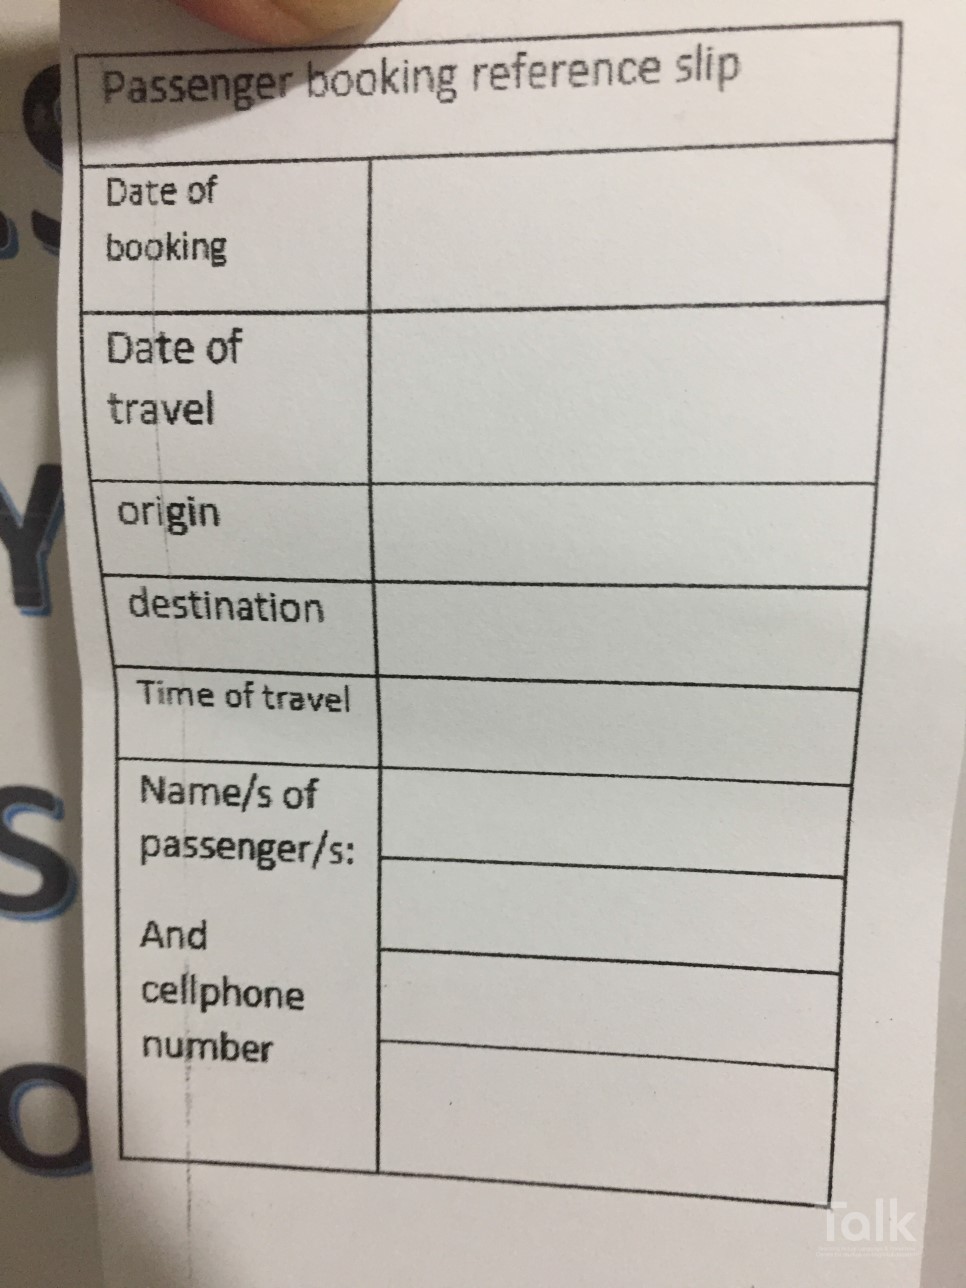 Passenger booking reference slip
Date of
booking
Date of
travel
origin
destination
Time of travel
Name/s of
passenger/s:
And
cellphone
number
S
Y
S
O
Talk